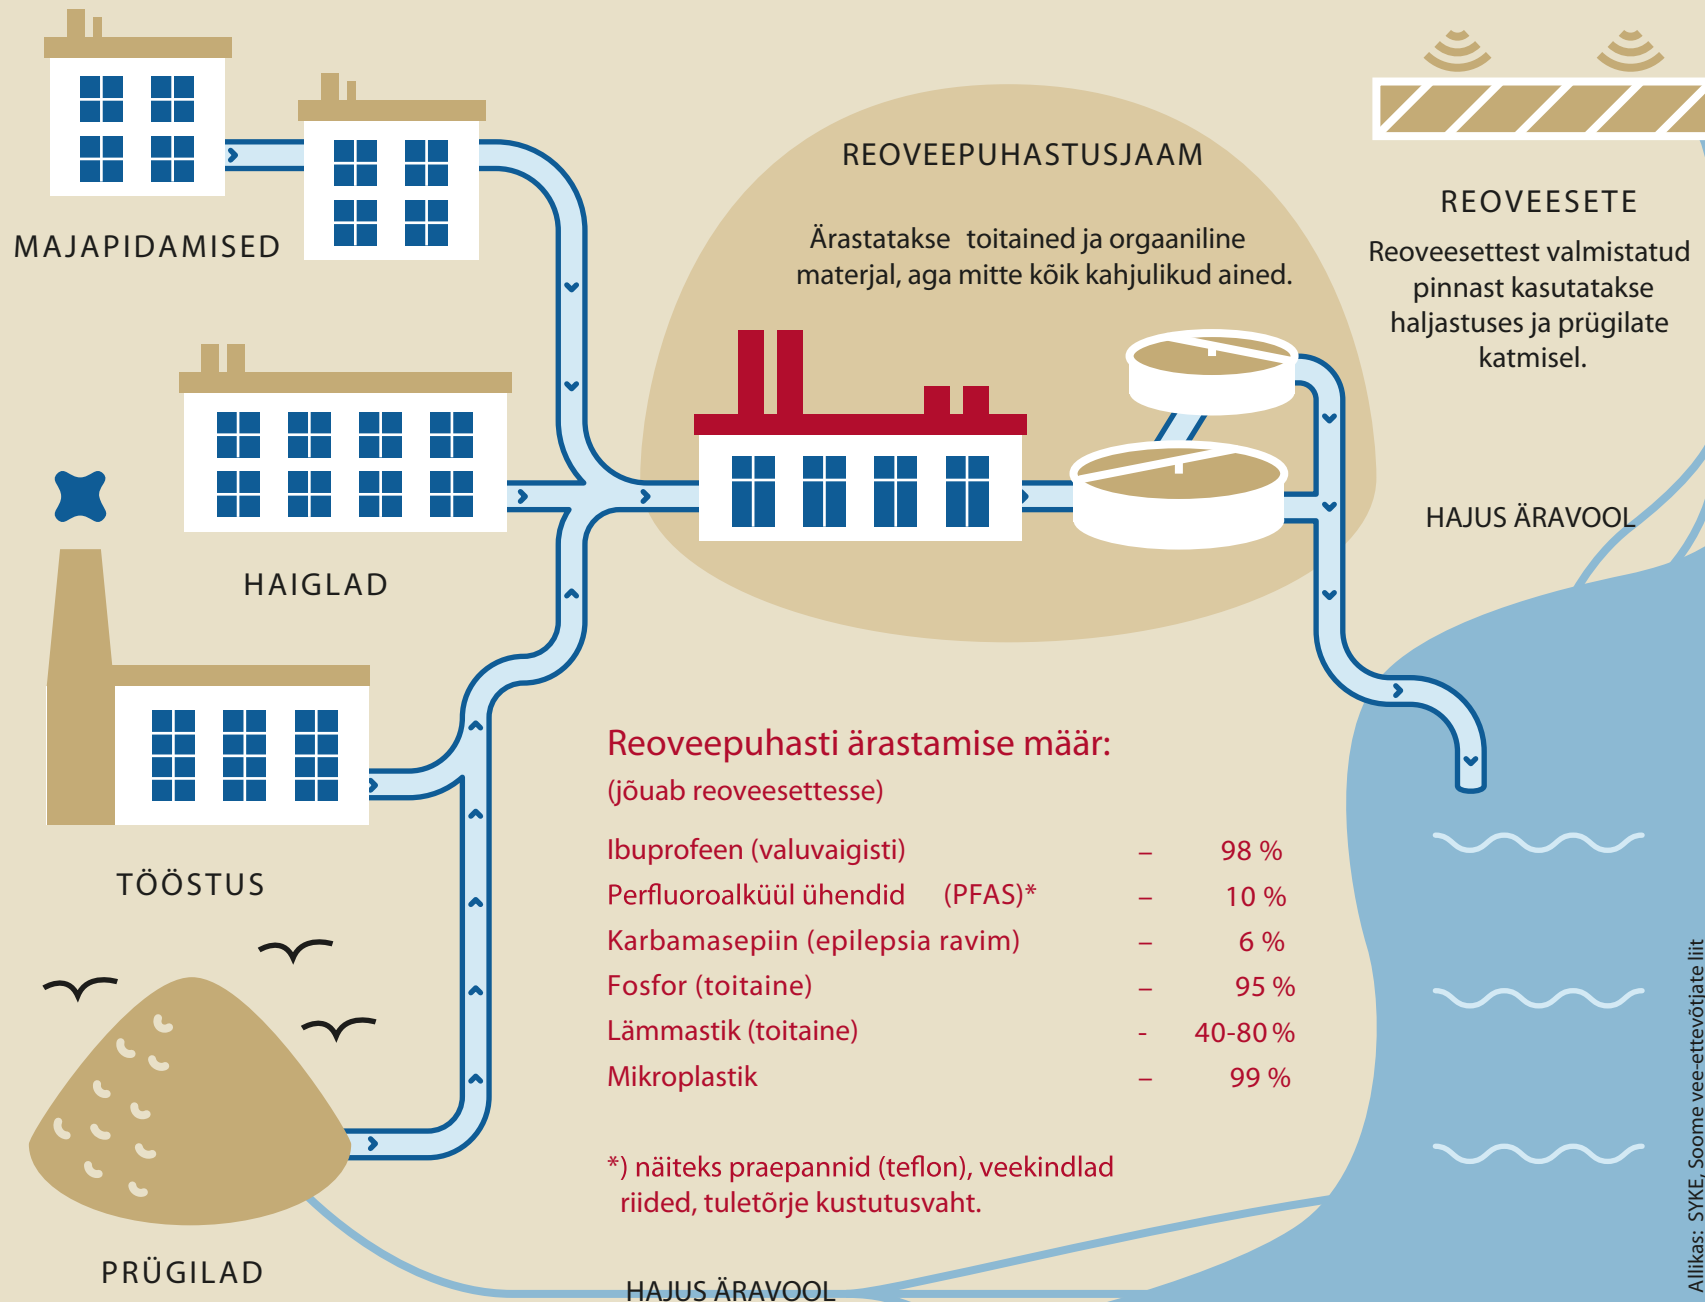 MAJAPIDAMISED
HAIGLAD
TÖÖSTUS
PRÜGILAD
REOVEEPUHASTUSJAAM
Ärastatakse toitained ja orgaaniline
materjal, aga mitte kõik kahjulikud ained.
REOVEESETE
Reoveesettest valmistatud
pinnast kasutatakse
haljastuses ja prügilate
katmisel.
HAJUS ÄRAVOOL
Reoveepuhasti ärastamise määr:
(jõuab reoveesettesse)
Ibuprofeen (valuvaigisti) – 98 %
Perfluoroalküül ühendid (PFAS)* – 10 %
Karbamasepiin (epilepsia ravim) – 6 %
Fosfor (toitaine) – 95 %
Lämmastik (toitaine) - 40-80 %
Mikroplastik – 99 %
*) näiteks praepannid (teflon), veekindlad
riided, tuletõrje kustutusvaht.
HAJUS ÄRAVOOL
Allikas: SYKE, Soome vee-ettevõtjate liit